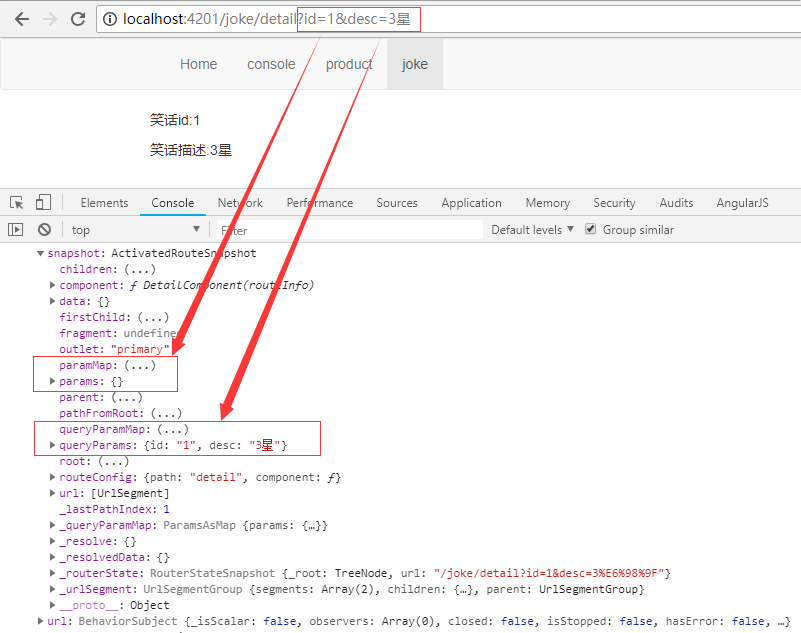 localhost:4201/joke/detail?id=1&desc=3星
Home console product joke
笑话id:1
笑话描述:3星
Elements Console Network Performance Sources Application Memory Security Audits AngularJS
top Filter Default levels Group similar
snapshot: ActivatedRouteSnapshot
children: (...)
component: ƒ DetailComponent(routeInfo)
data: {}
firstChild: (...)
fragment: undefined
outlet: "primary"
paramMap: (...)
params: {}
parent: (...)
pathFromRoot: (...)
queryParamMap: (...)
queryParams: {id: "1", desc: "3星"}
root: (...)
routeConfig: {path: "detail", component: ƒ}
url: [UrlSegment]
_lastPathIndex: 1
_queryParamMap: ParamsAsMap {params: {…}}
_resolve: {}
_resolvedData: {}
_routerState: RouterStateSnapshot {_root: TreeNode, url: "/joke/detail?id=1&desc=3%E6%98%9F"}
_urlSegment: UrlSegmentGroup {segments: Array(2), children: {…}, parent: UrlSegmentGroup}
__proto__: Object
url: BehaviorSubject {_isScalar: false, observers: Array(0), closed: false, isStopped: false, hasError: false, …}